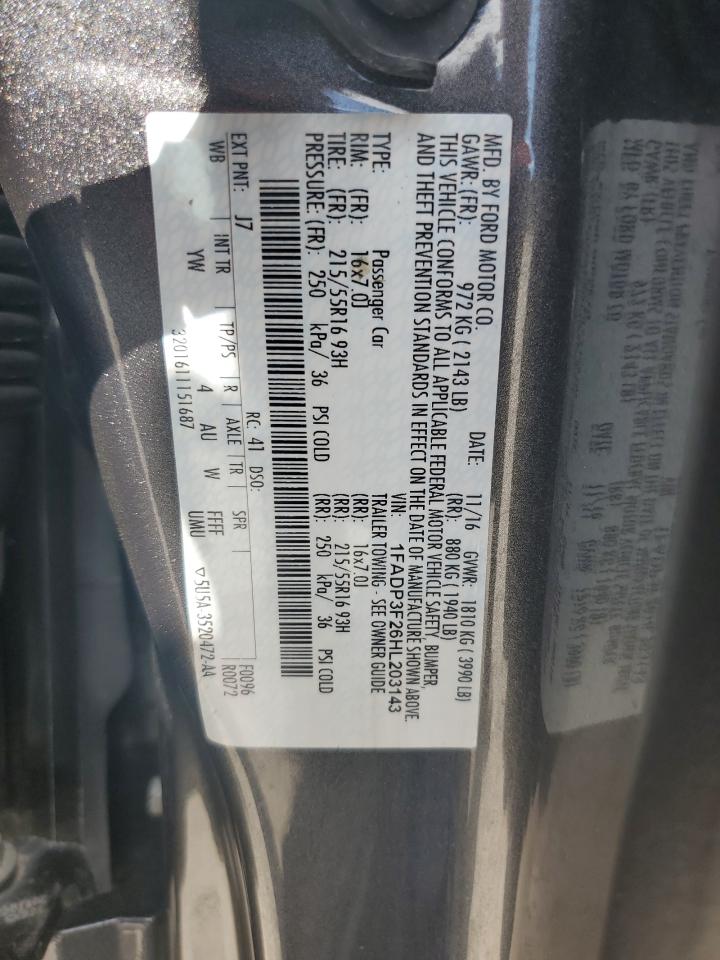 MFD. BY FORD MOTOR CO.
DATE: 11/16 GVWR: 1810 KG ( 3990 LB)
GAWR: (FR): 972 KG ( 2143 LB) (RR): 880 KG ( 1940 LB)
THIS VEHICLE CONFORMS TO ALL APPLICABLE FEDERAL MOTOR VEHICLE SAFETY, BUMPER,
AND THEFT PREVENTION STANDARDS IN EFFECT ON THE DATE OF MANUFACTURE SHOWN ABOVE.
VIN: 1FADP3F26HL203143
TYPE: Passenger Car TRAILER TOWING - SEE OWNER GUIDE
RIM: (FR): 16x7.0J (RR): 16x7.0J
TIRE: (FR): 215/55R16 93H (RR): 215/55R16 93H
PRESSURE: (FR): 250 kPa/ 36 PSI COLD (RR): 250 kPa/ 36 PSI COLD
EXT PNT: J7 RC: 41 DSO: F0096
WB INT TR TP/PS R AXLE TR SPR R0072
YW 4 AU W FFFF
3201611151687 UMU ▽5U5A-3520472-A4